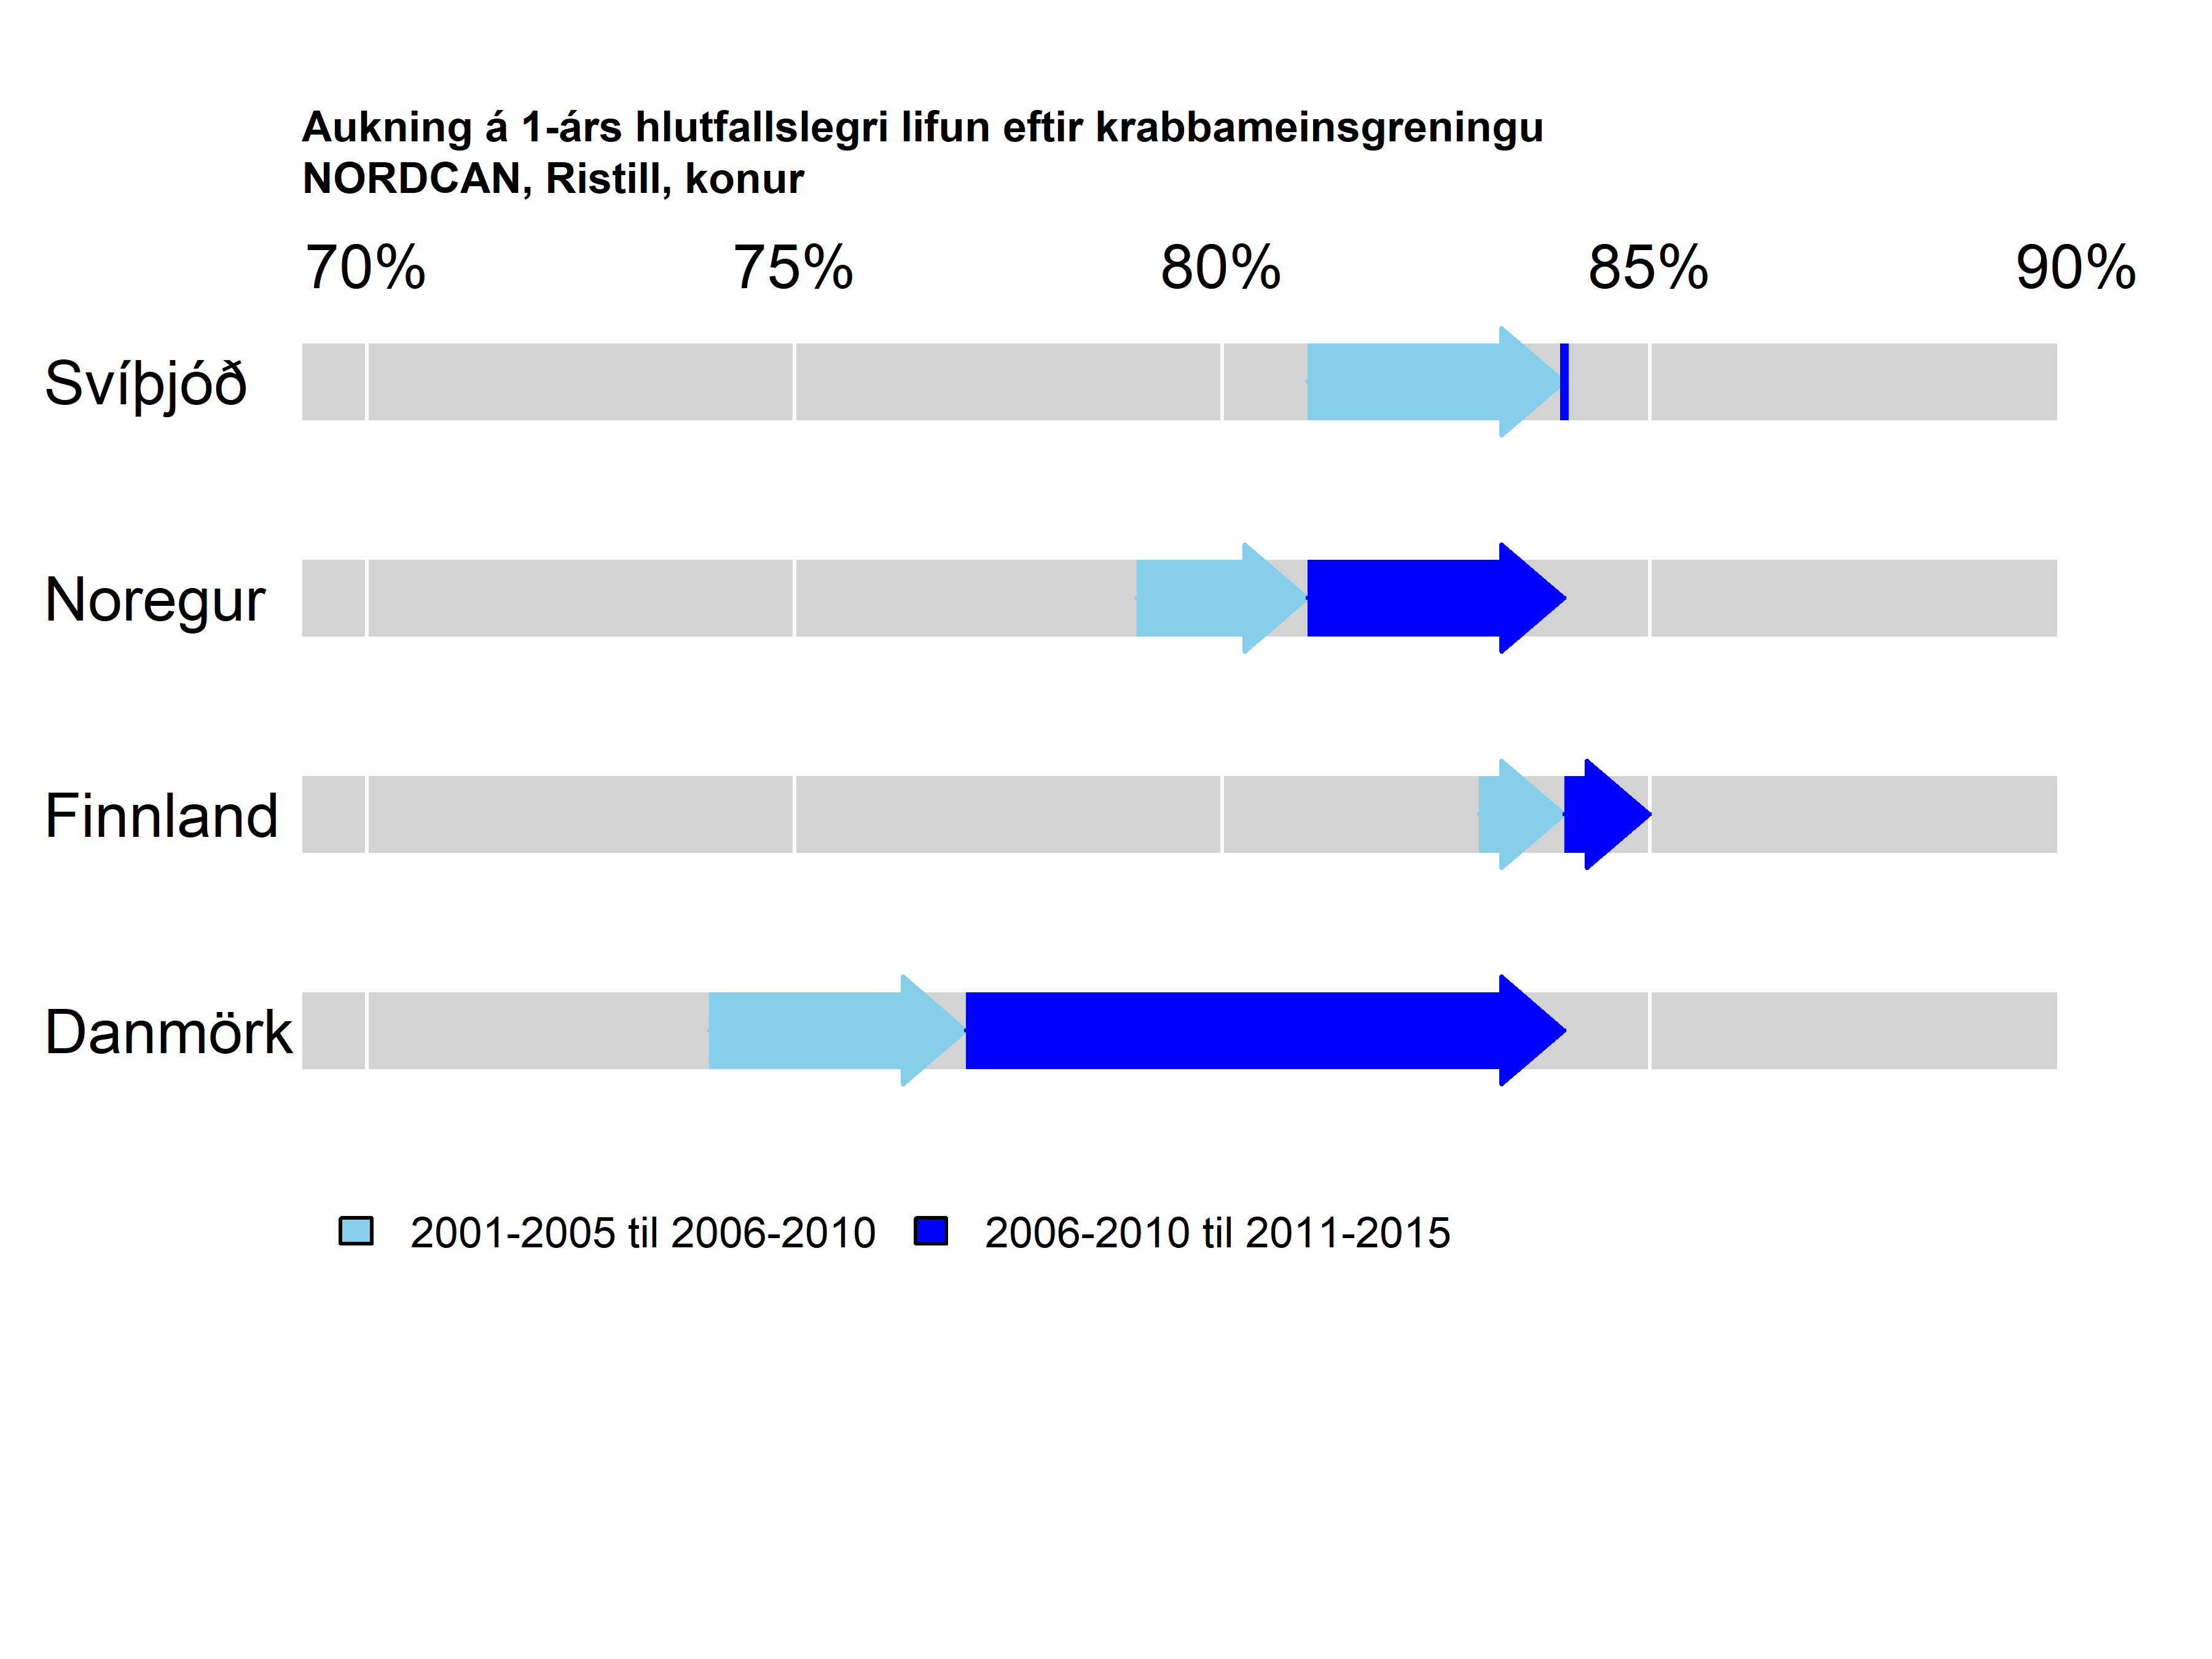 Aukning á 1-árs hlutfallslegri lifun eftir krabbameinsgreningu
NORDCAN, Ristill, konur
70% 75% 80% 85% 90%
Svíþjóð
Noregur
Finnland
Danmörk
2001-2005 til 2006-2010 2006-2010 til 2011-2015